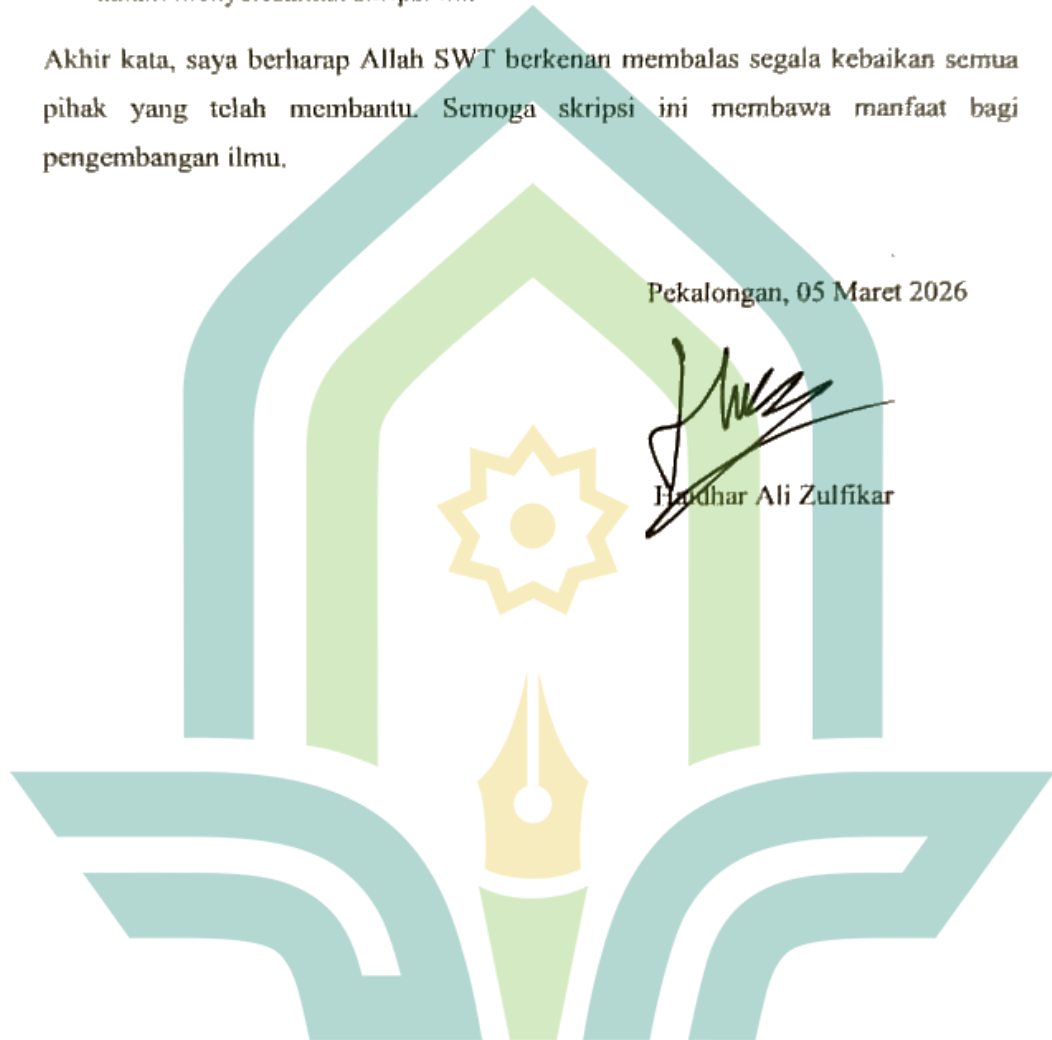 Akhir kata, saya berharap Allah SWT berkenan membalas segala kebaikan semua
pihak yang telah membantu. Semoga skripsi ini membawa manfaat bagi
pengembangan ilmu.
Pekalongan, 05 Maret 2026
Ali Zulfikar